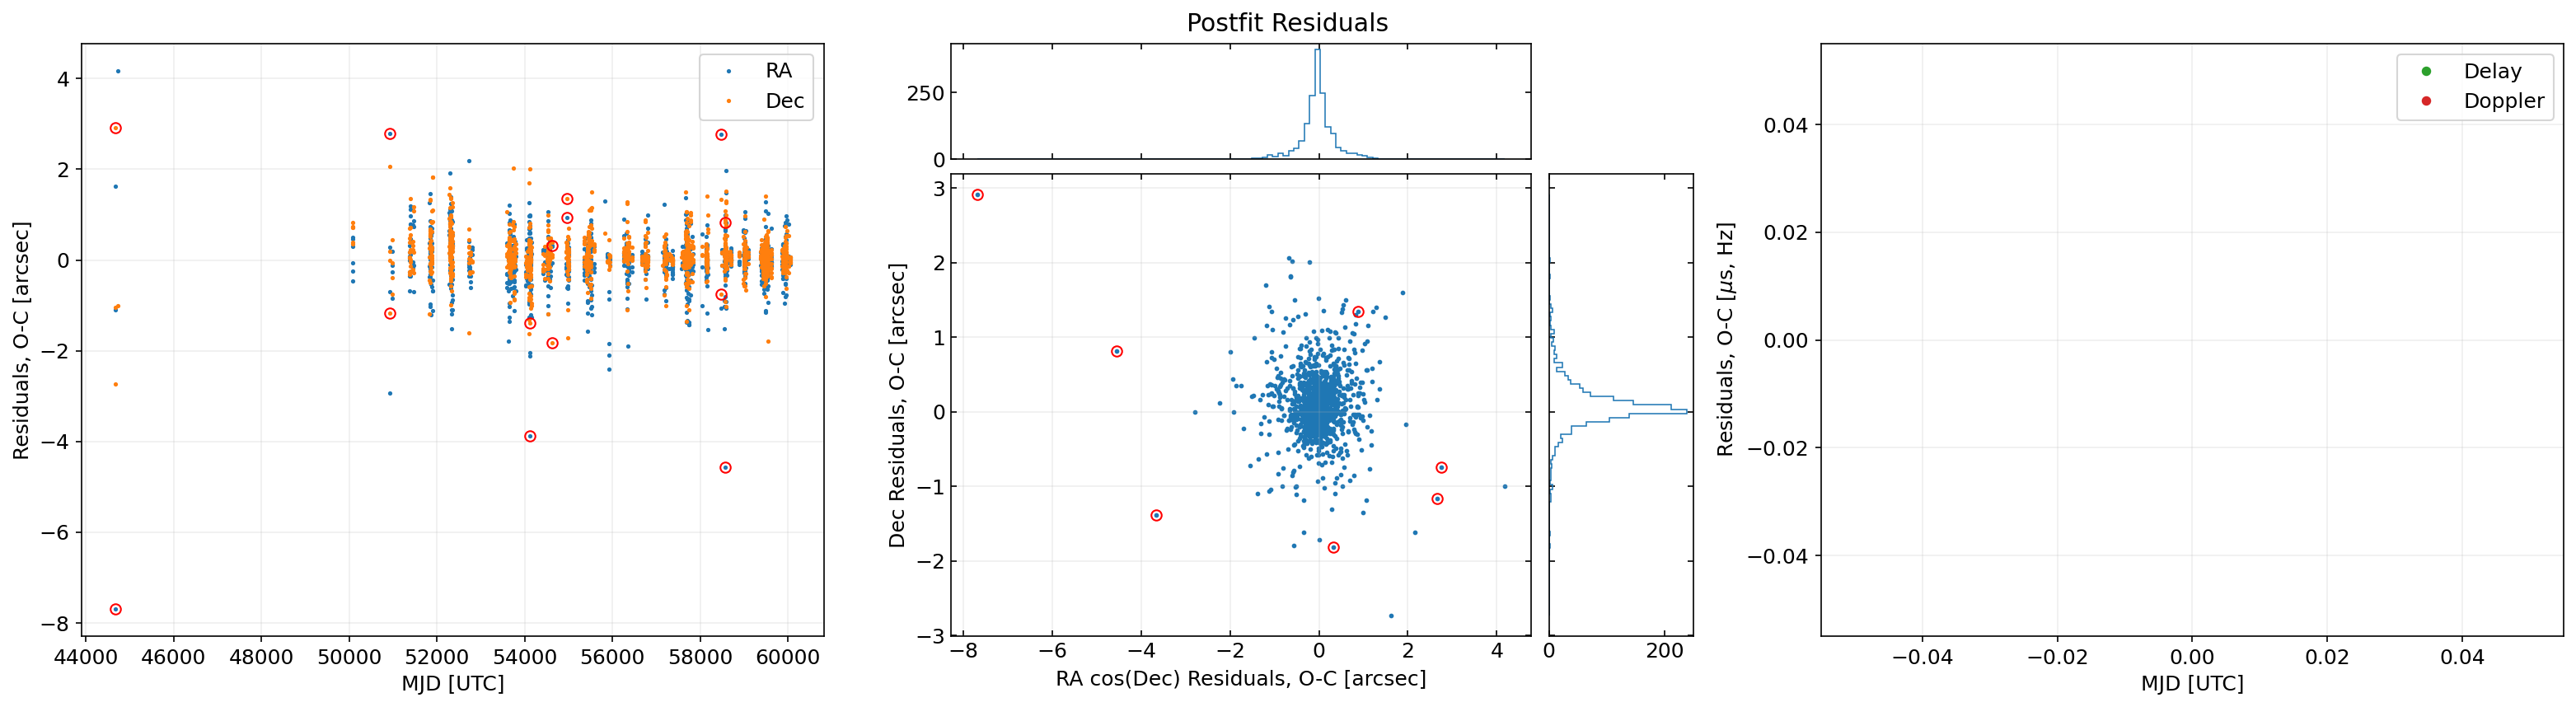 Postfit Residuals
4
2
0
−2
−4
−6
−8
44000 46000 48000 50000 52000 54000 56000 58000 60000
MJD [UTC]
Residuals, O-C [arcsec]
RA
Dec
250
0
3
2
1
0
−1
−2
−3
−8 −6 −4 −2 0 2 4
RA cos(Dec) Residuals, O-C [arcsec]
Dec Residuals, O-C [arcsec]
0 200
Delay
Doppler
0.04
0.02
0.00
−0.02
−0.04
−0.04 −0.02 0.00 0.02 0.04
MJD [UTC]
Residuals, O-C [μs, Hz]